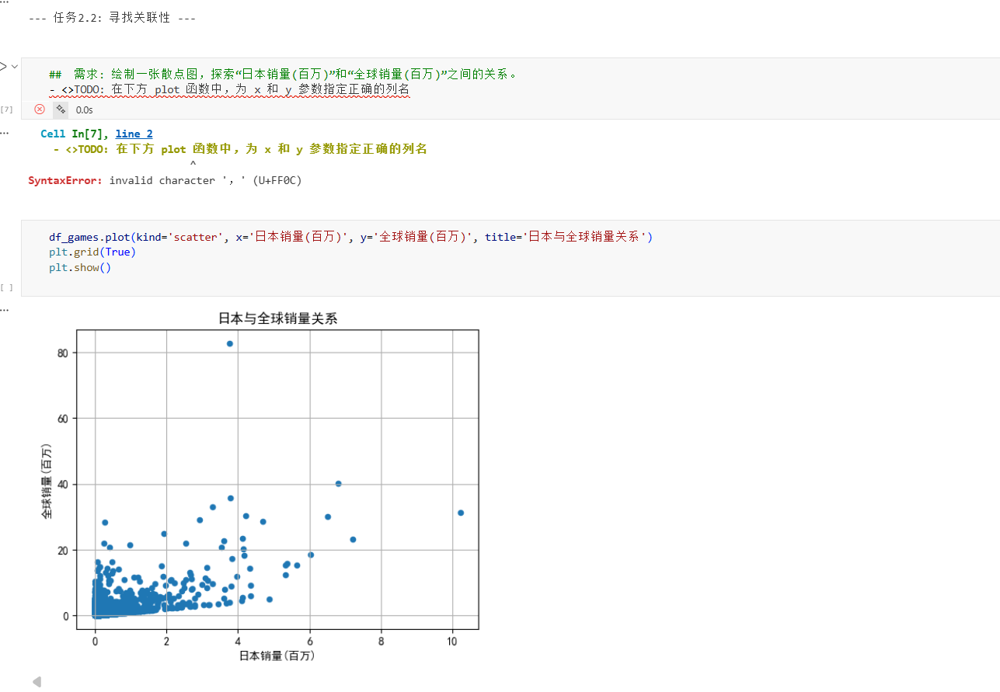 --- 任务2.2: 寻找关联性 ---
## 需求: 绘制一张散点图，探索“日本销量(百万)”和“全球销量(百万)”之间的关系。
- <>TODO: 在下方 plot 函数中，为 x 和 y 参数指定正确的列名
[7]
0.0s
...
Cell In[7], line 2
- <>TODO: 在下方 plot 函数中，为 x 和 y 参数指定正确的列名
^
SyntaxError: invalid character '，' (U+FF0C)
df_games.plot(kind='scatter', x='日本销量(百万)', y='全球销量(百万)', title='日本与全球销量关系')
plt.grid(True)
plt.show()
[ ]
...
日本与全球销量关系
80
60
40
20
0
全球销量(百万)
0 2 4 6 8 10
日本销量(百万)